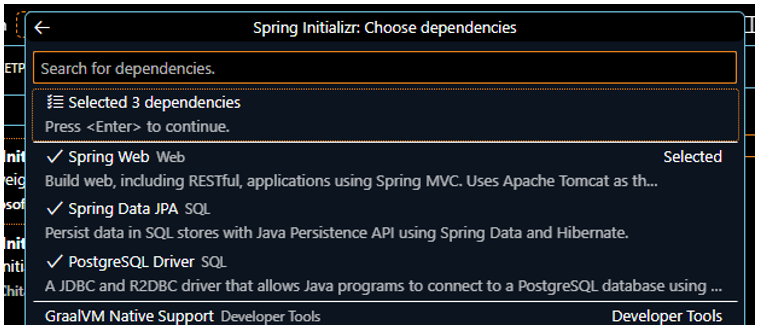 Spring Initializr: Choose dependencies
Search for dependencies.
Selected 3 dependencies
Press <Enter> to continue.
Spring Web Web Selected
Build web, including RESTful, applications using Spring MVC. Uses Apache Tomcat as th...
Spring Data JPA SQL
Persist data in SQL stores with Java Persistence API using Spring Data and Hibernate.
PostgreSQL Driver SQL
A JDBC and R2DBC driver that allows Java programs to connect to a PostgreSQL database using ...
GraalVM Native Support Developer Tools Developer Tools